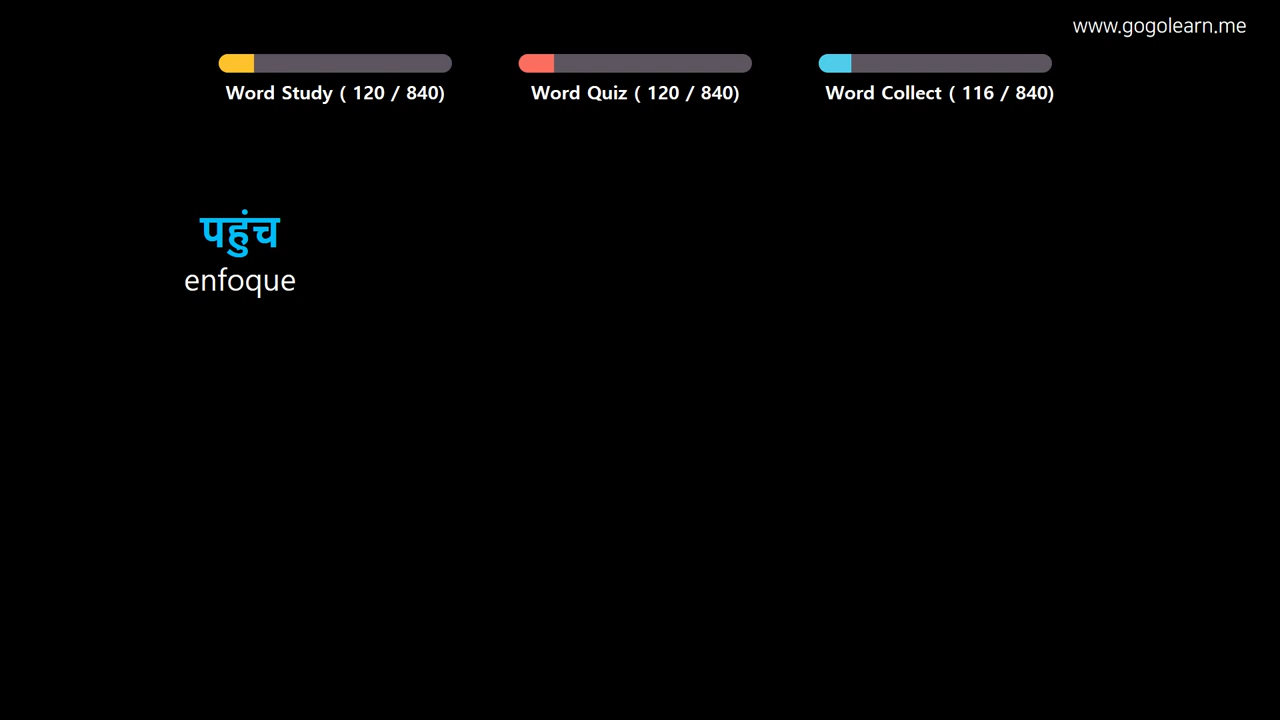 www.gogolearn.me
Word Study ( 120 / 840)
Word Quiz ( 120 / 840)
Word Collect ( 116 / 840)
पहुंच
enfoque